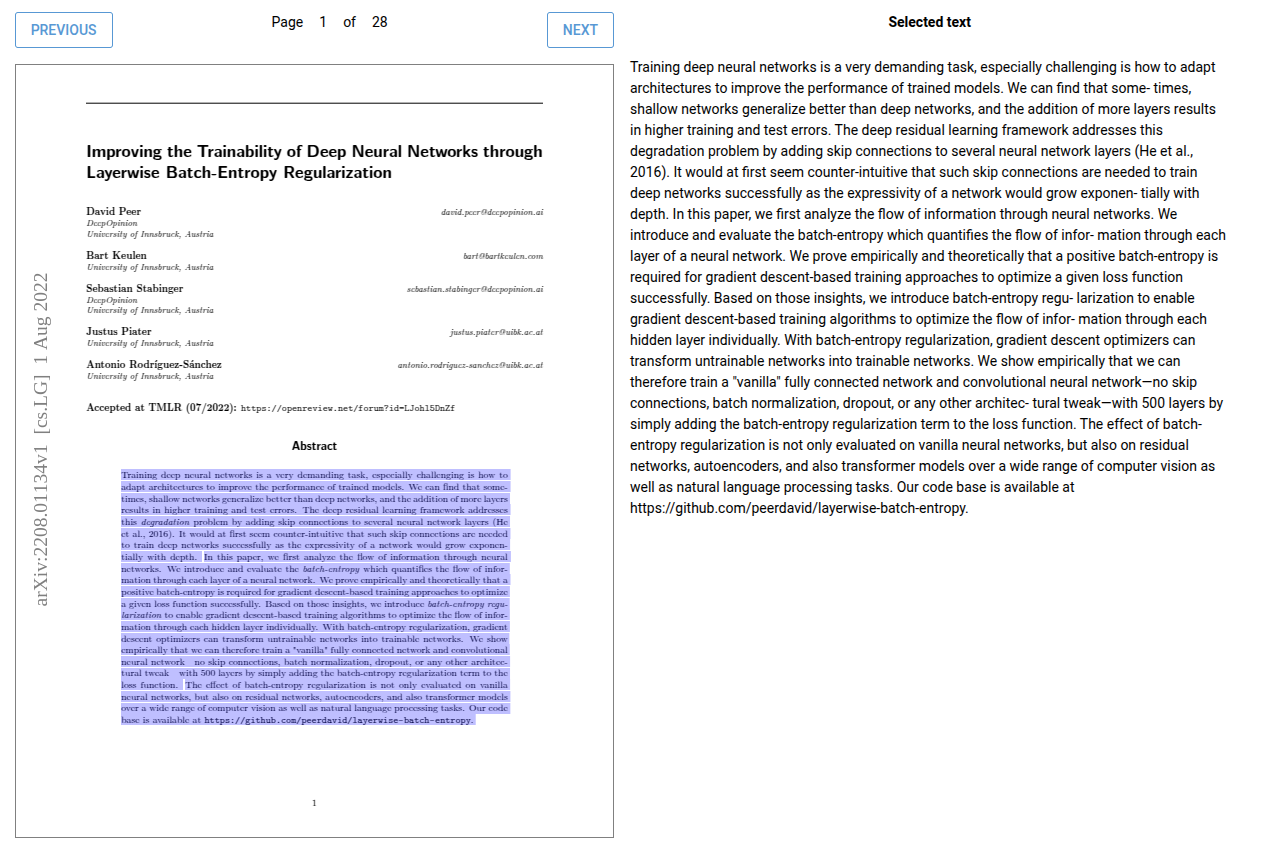 PREVIOUS
Page 1 of 28
NEXT
Selected text
arXiv:2208.01134v1 [cs.LG] 1 Aug 2022
Improving the Trainability of Deep Neural Networks through
Layerwise Batch-Entropy Regularization
David Peer
david.peer@deepopinion.ai
DeepOpinion
University of Innsbruck, Austria
Bart Keulen
bart@bartkeulen.com
University of Innsbruck, Austria
Sebastian Stabinger
sebastian.stabinger@deepopinion.ai
DeepOpinion
University of Innsbruck, Austria
Justus Piater
justus.piater@uibk.ac.at
University of Innsbruck, Austria
Antonio Rodríguez-Sánchez
antonio.rodriguez-sanchez@uibk.ac.at
University of Innsbruck, Austria
Accepted at TMLR (07/2022): https://openreview.net/forum?id=LJohl5DnZf
Abstract
Training deep neural networks is a very demanding task, especially challenging is how to
adapt architectures to improve the performance of trained models. We can find that some-
times, shallow networks generalize better than deep networks, and the addition of more layers
results in higher training and test errors. The deep residual learning framework addresses
this degradation problem by adding skip connections to several neural network layers (He
et al., 2016). It would at first seem counter-intuitive that such skip connections are needed
to train deep networks successfully as the expressivity of a network would grow exponen-
tially with depth. In this paper, we first analyze the flow of information through neural
networks. We introduce and evaluate the batch-entropy which quantifies the flow of infor-
mation through each layer of a neural network. We prove empirically and theoretically that a
positive batch-entropy is required for gradient descent-based training approaches to optimize
a given loss function successfully. Based on those insights, we introduce batch-entropy regu-
larization to enable gradient descent-based training algorithms to optimize the flow of infor-
mation through each hidden layer individually. With batch-entropy regularization, gradient
descent optimizers can transform untrainable networks into trainable networks. We show
empirically that we can therefore train a "vanilla" fully connected network and convolutional
neural network no skip connections, batch normalization, dropout, or any other architec-
tural tweak with 500 layers by simply adding the batch-entropy regularization term to the
loss function. The effect of batch-entropy regularization is not only evaluated on vanilla
neural networks, but also on residual networks, autoencoders, and also transformer models
over a wide range of computer vision as well as natural language processing tasks. Our code
base is available at https://github.com/peerdavid/layerwise-batch-entropy.
1
Training deep neural networks is a very demanding task, especially challenging is how to adapt
architectures to improve the performance of trained models. We can find that some- times,
shallow networks generalize better than deep networks, and the addition of more layers results
in higher training and test errors. The deep residual learning framework addresses this
degradation problem by adding skip connections to several neural network layers (He et al.,
2016). It would at first seem counter-intuitive that such skip connections are needed to train
deep networks successfully as the expressivity of a network would grow exponen- tially with
depth. In this paper, we first analyze the flow of information through neural networks. We
introduce and evaluate the batch-entropy which quantifies the flow of infor- mation through each
layer of a neural network. We prove empirically and theoretically that a positive batch-entropy is
required for gradient descent-based training approaches to optimize a given loss function
successfully. Based on those insights, we introduce batch-entropy regu- larization to enable
gradient descent-based training algorithms to optimize the flow of infor- mation through each
hidden layer individually. With batch-entropy regularization, gradient descent optimizers can
transform untrainable networks into trainable networks. We show empirically that we can
therefore train a "vanilla" fully connected network and convolutional neural network—no skip
connections, batch normalization, dropout, or any other architec- tural tweak—with 500 layers by
simply adding the batch-entropy regularization term to the loss function. The effect of batch-
entropy regularization is not only evaluated on vanilla neural networks, but also on residual
networks, autoencoders, and also transformer models over a wide range of computer vision as
well as natural language processing tasks. Our code base is available at
https://github.com/peerdavid/layerwise-batch-entropy.